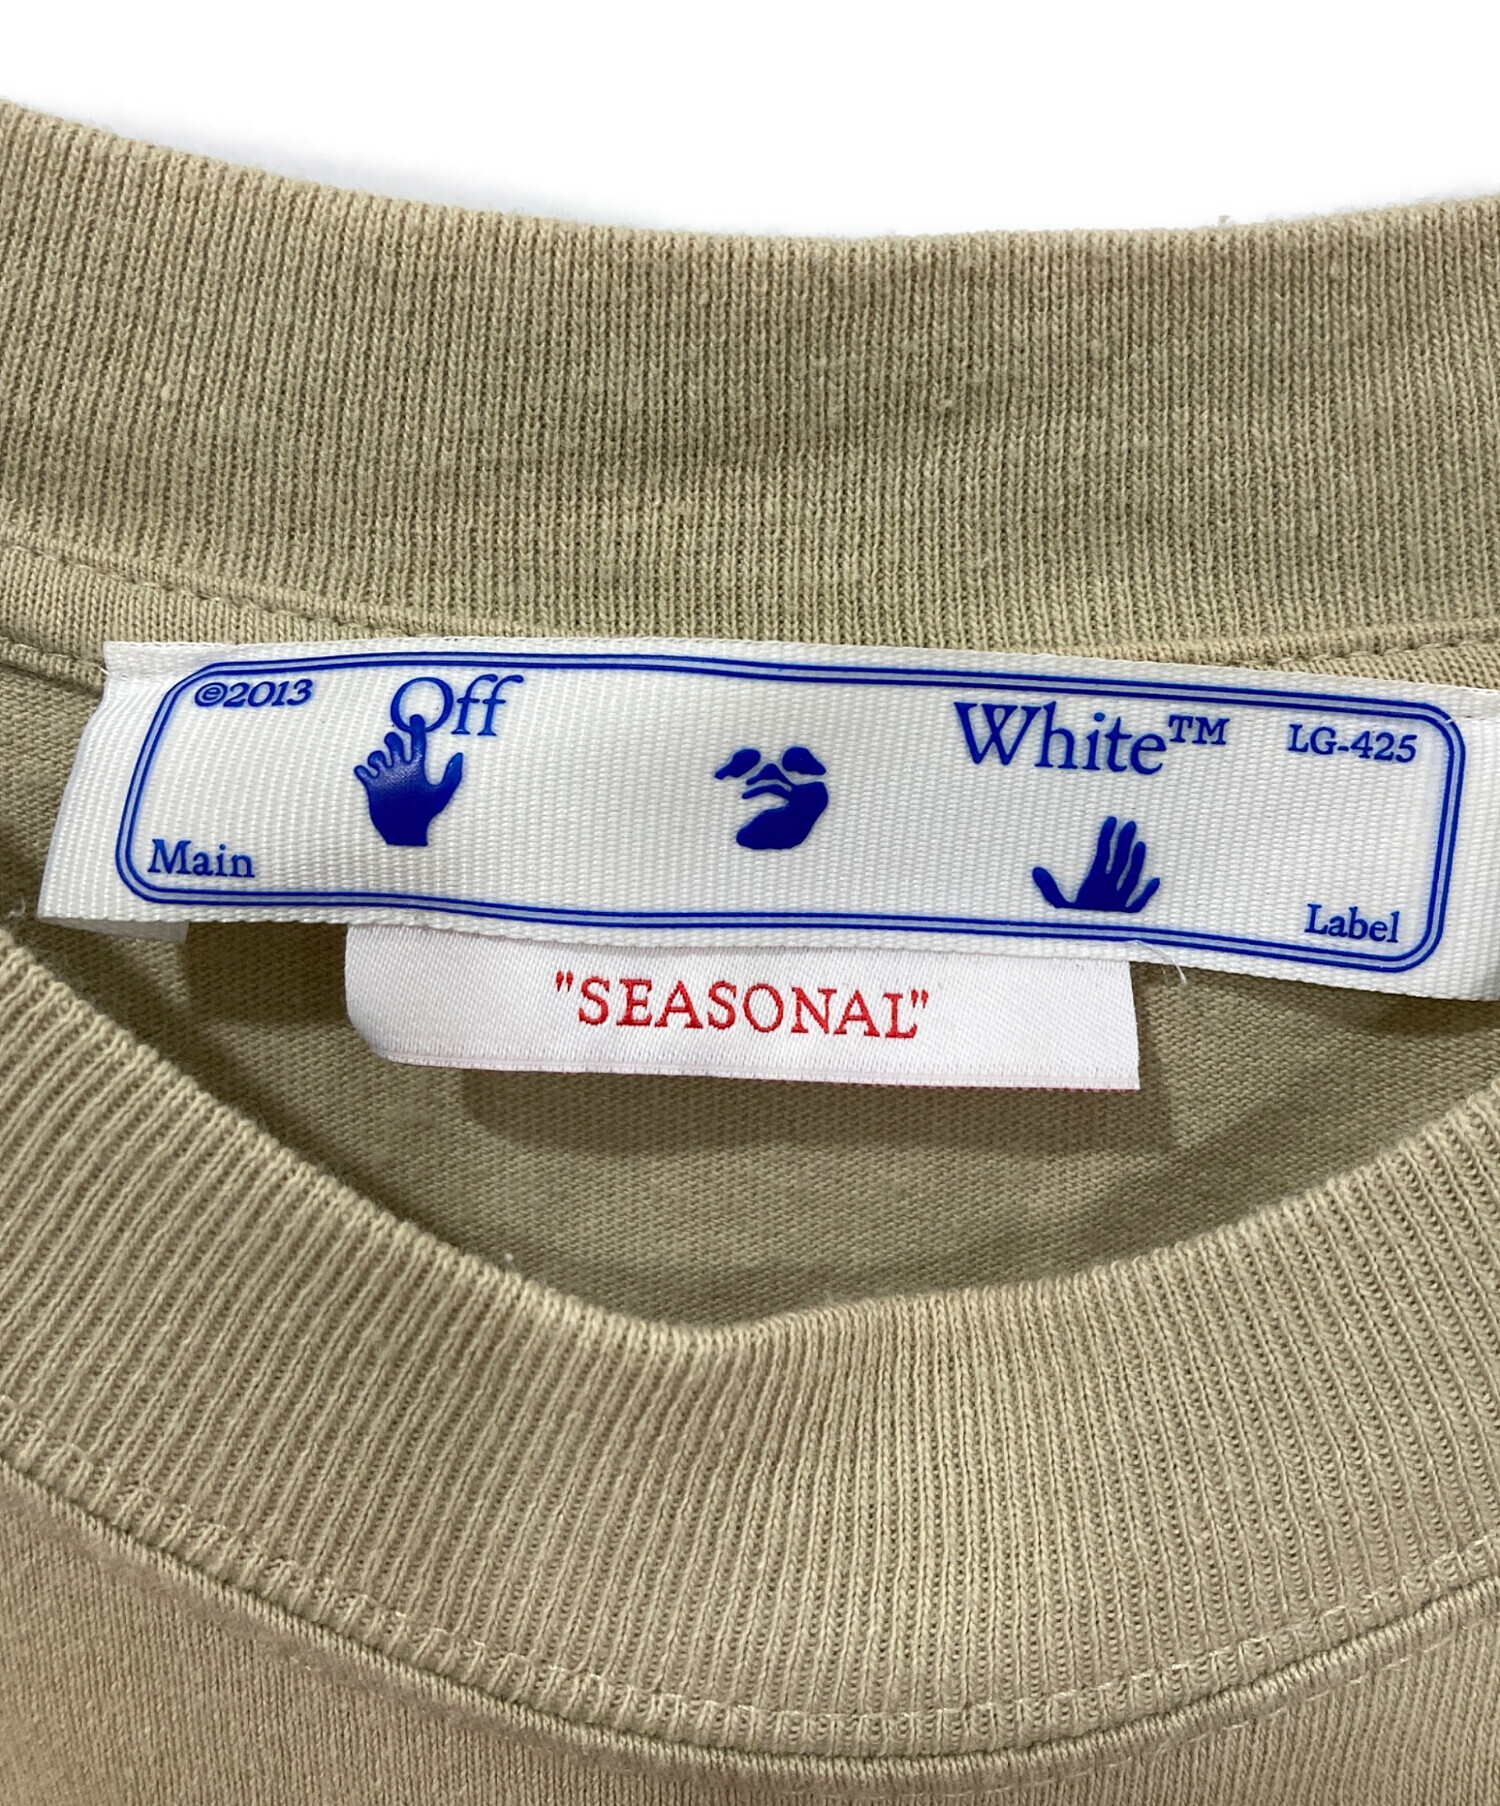 ©2013 Off White™ LG-425
Main Label
"SEASONAL"